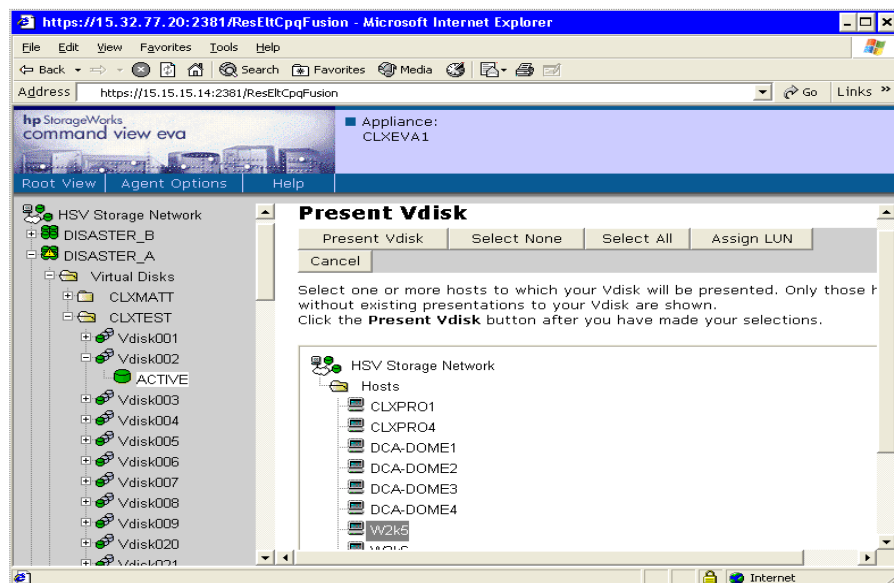 https://15.32.77.20:2381/ResEltCpqFusion - Microsoft Internet Explorer
File Edit View Favorites Tools Help
Back Search Favorites Media
Address https://15.15.15.14:2381/ResEltCpqFusion Go Links »
hp StorageWorks
command view eva
Appliance:
CLXEVA1
Root View Agent Options Help
HSV Storage Network
DISASTER_B
DISASTER_A
Virtual Disks
CLXMATT
CLXTEST
Vdisk001
Vdisk002
ACTIVE
Vdisk003
Vdisk004
Vdisk005
Vdisk006
Vdisk007
Vdisk008
Vdisk009
Vdisk020
Vdisk021
Present Vdisk
Present Vdisk Select None Select All Assign LUN
Cancel
Select one or more hosts to which your Vdisk will be presented. Only those h
without existing presentations to your Vdisk are shown.
Click the Present Vdisk button after you have made your selections.
HSV Storage Network
Hosts
CLXPRO1
CLXPRO4
DCA-DOME1
DCA-DOME2
DCA-DOME3
DCA-DOME4
W2k5
Internet